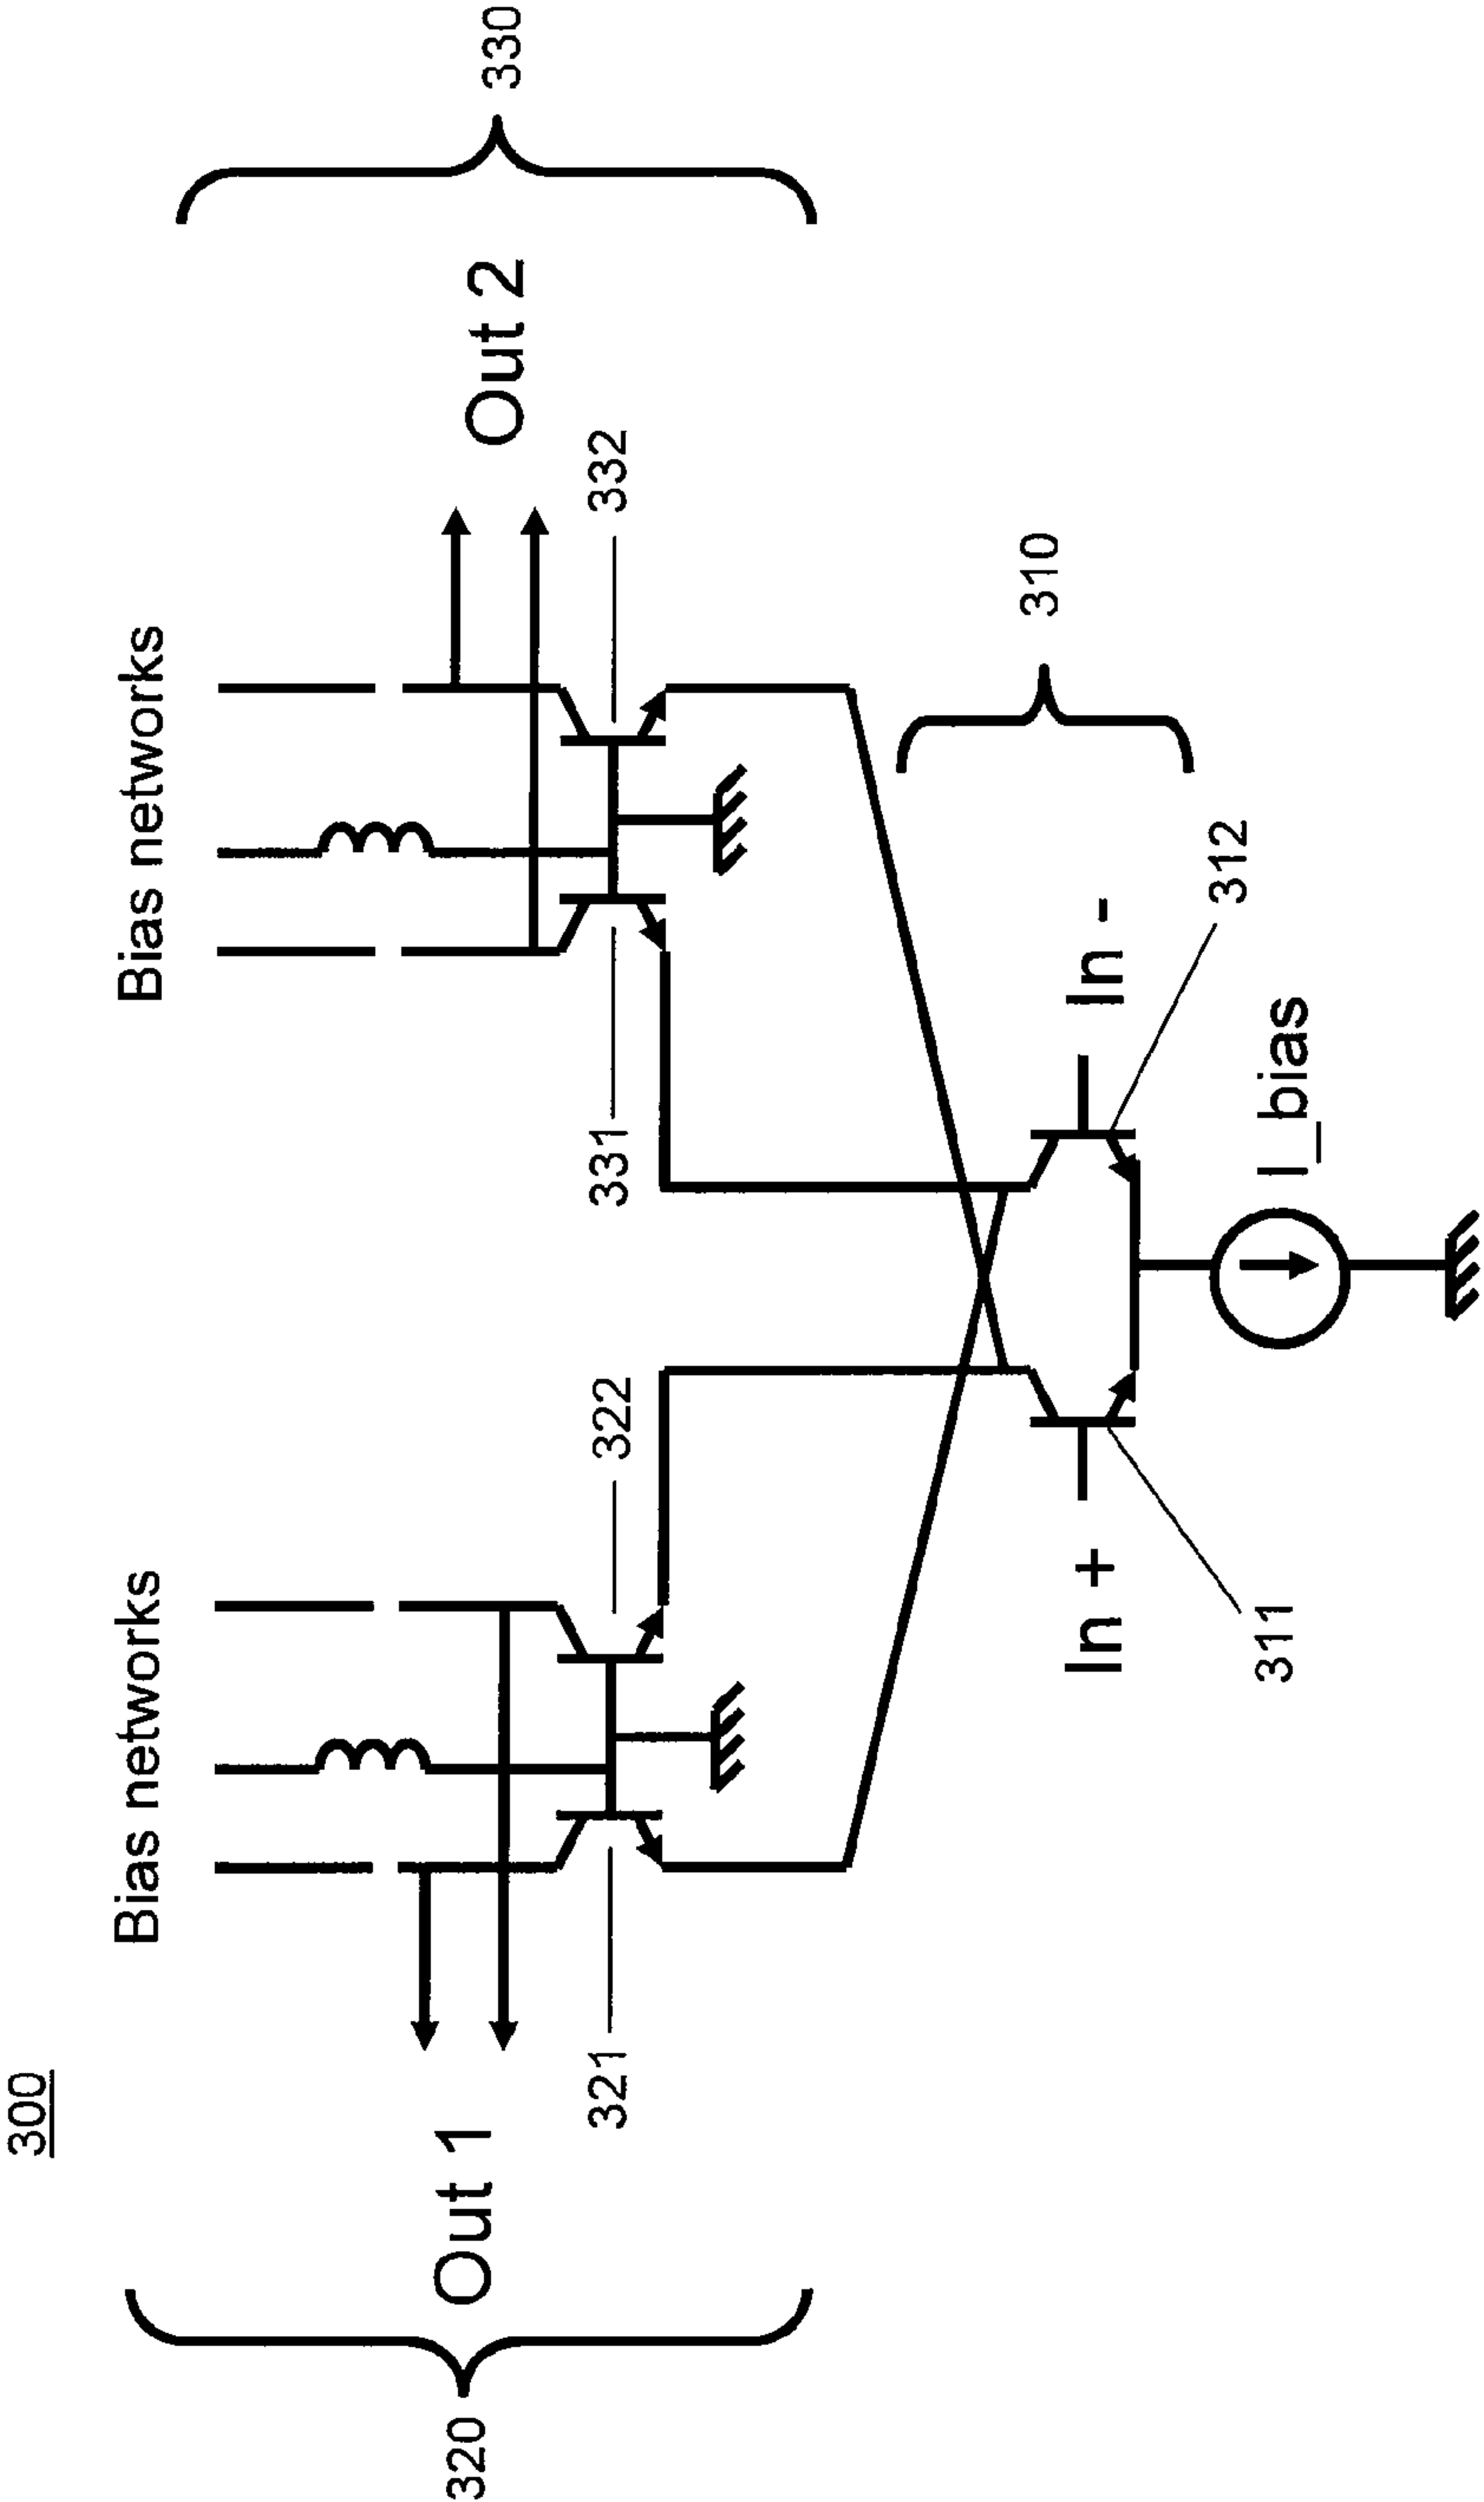 300
Bias networks
Bias networks
320
Out 1
Out 2
330
321
322
331
332
310
In +
In -
311
312
I_bias